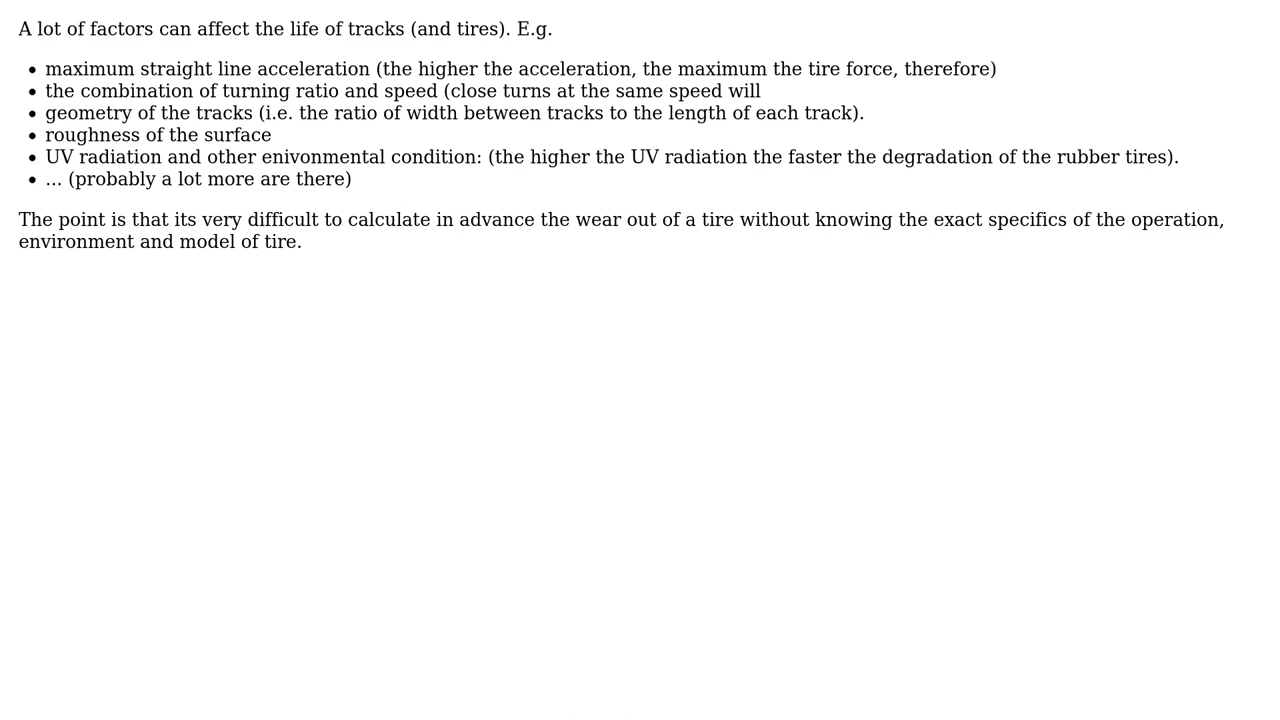 A lot of factors can affect the life of tracks (and tires). E.g.
• maximum straight line acceleration (the higher the acceleration, the maximum the tire force, therefore)
• the combination of turning ratio and speed (close turns at the same speed will
• geometry of the tracks (i.e. the ratio of width between tracks to the length of each track).
• roughness of the surface
• UV radiation and other enivonmental condition: (the higher the UV radiation the faster the degradation of the rubber tires).
• ... (probably a lot more are there)
The point is that its very difficult to calculate in advance the wear out of a tire without knowing the exact specifics of the operation,
environment and model of tire.